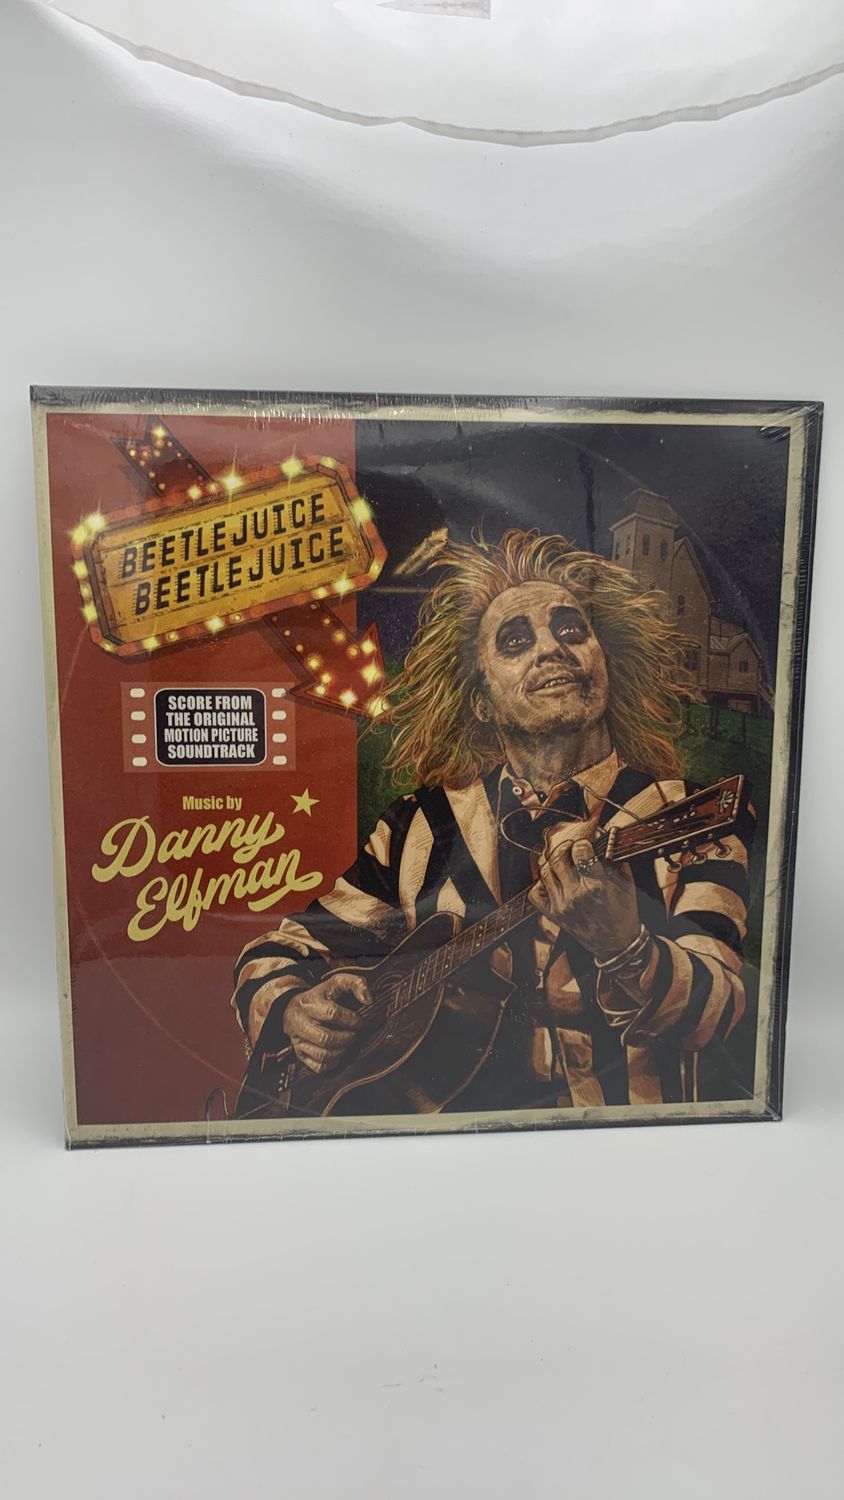 BEETLEJUICE
BEETLEJUICE
SCORE FROM
THE ORIGINAL
MOTION PICTURE
SOUNDTRACK
Music by
Danny
Elfman